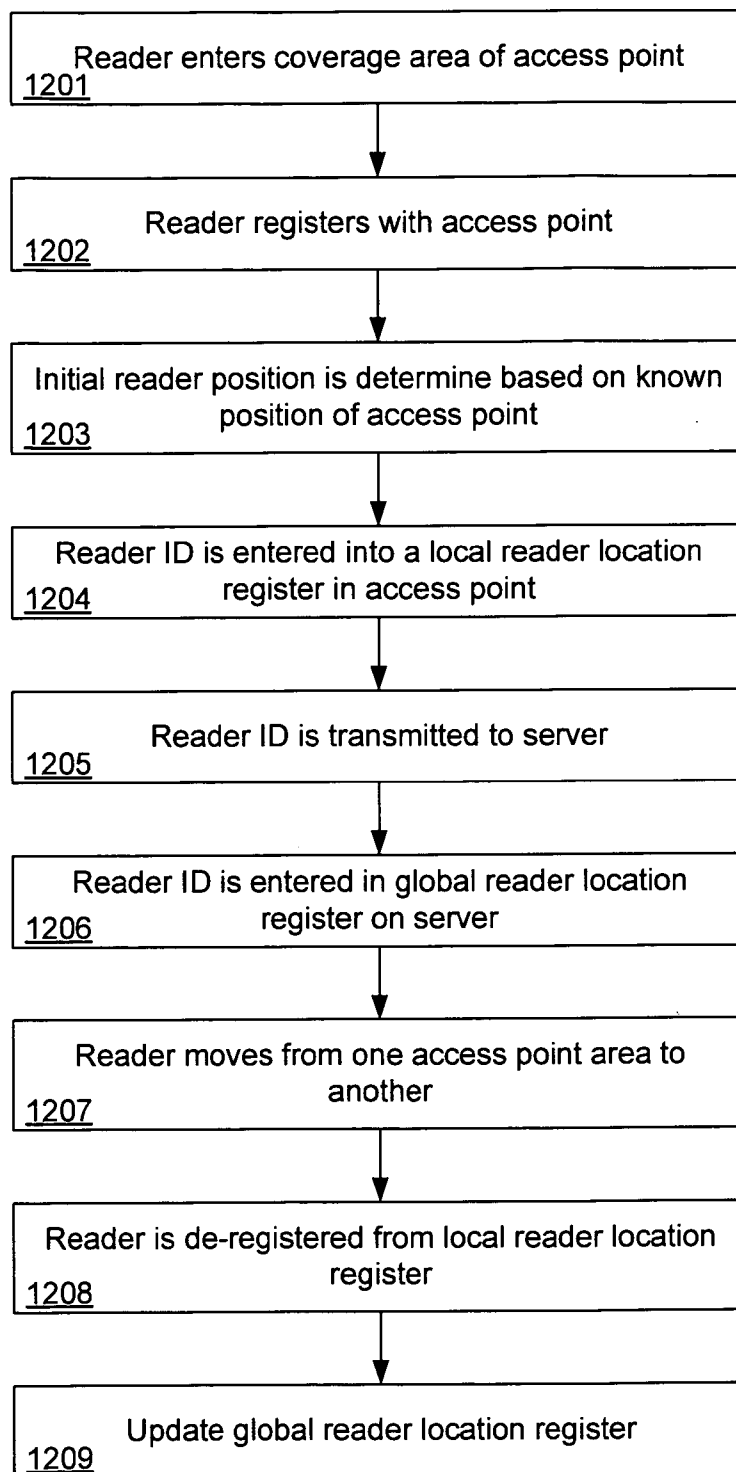 Reader enters coverage area of access point
1201
Reader registers with access point
1202
Initial reader position is determine based on known
position of access point
1203
Reader ID is entered into a local reader location
register in access point
1204
Reader ID is transmitted to server
1205
Reader ID is entered in global reader location
register on server
1206
Reader moves from one access point area to
another
1207
Reader is de-registered from local reader location
register
1208
Update global reader location register
1209